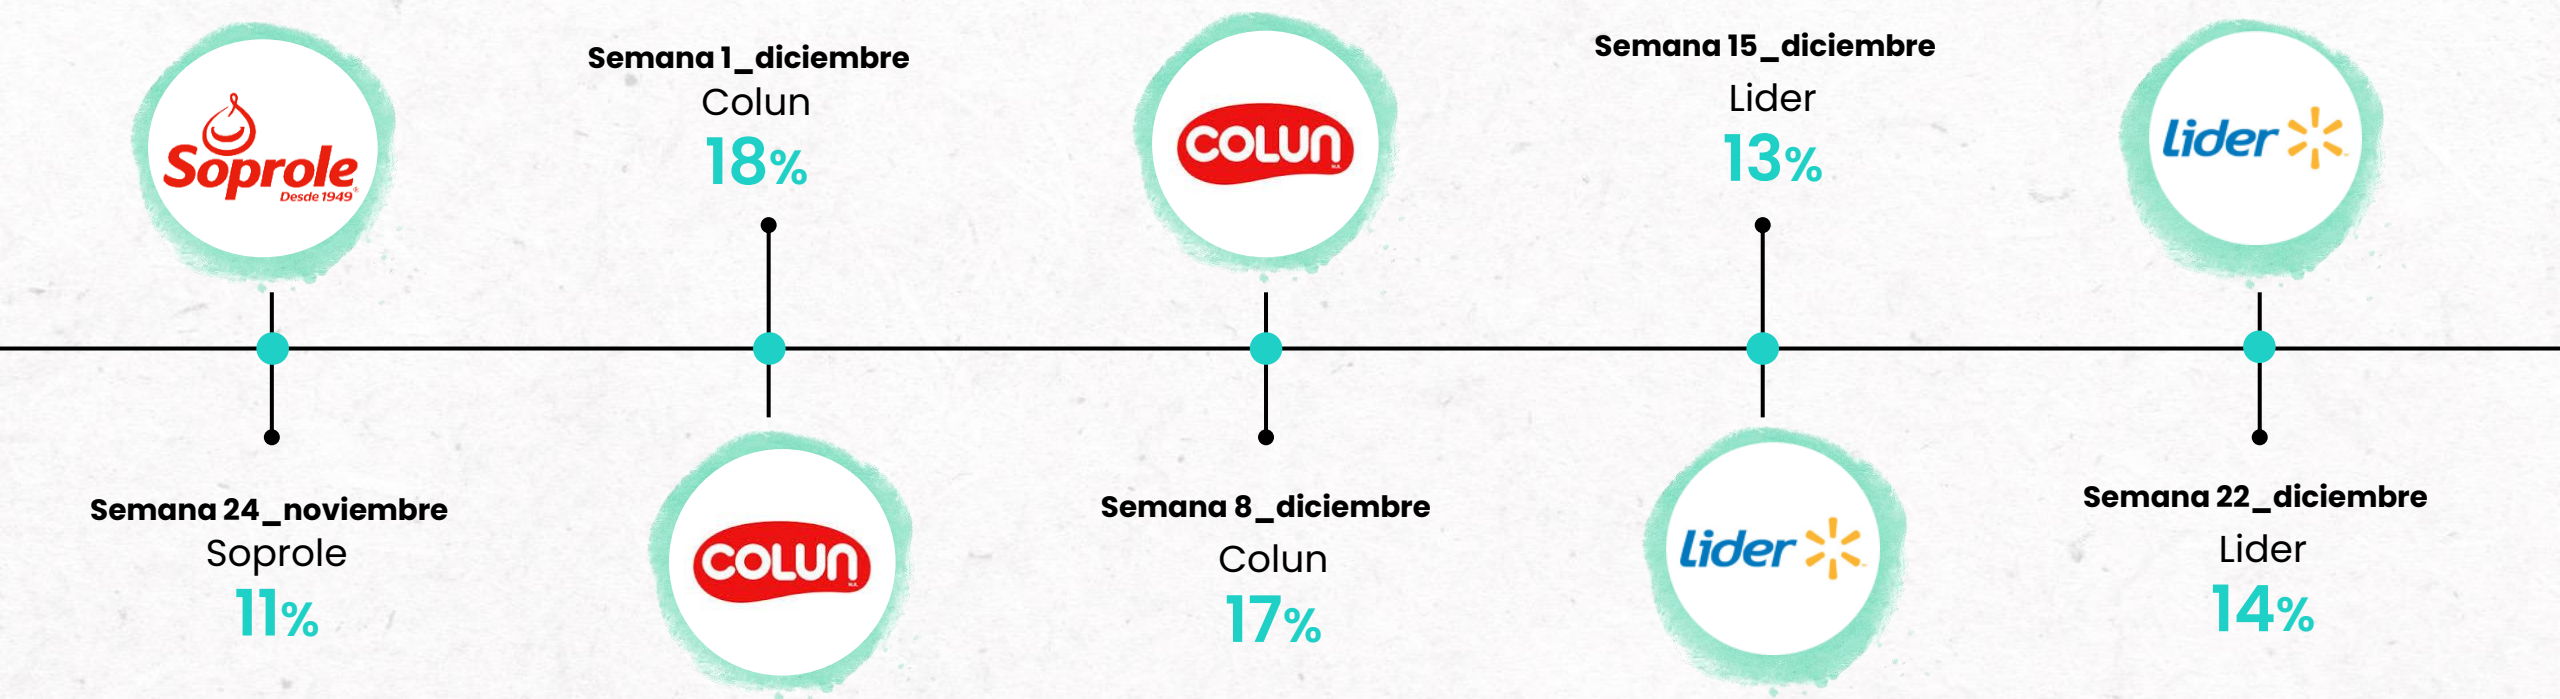 Soprole
Desde 1949
Semana 24_noviembre
Soprole
11%
Semana 1_diciembre
Colun
18%
COLUN
COLUN
Semana 8_diciembre
Colun
17%
Semana 15_diciembre
Lider
13%
Lider
Lider
Semana 22_diciembre
Lider
14%